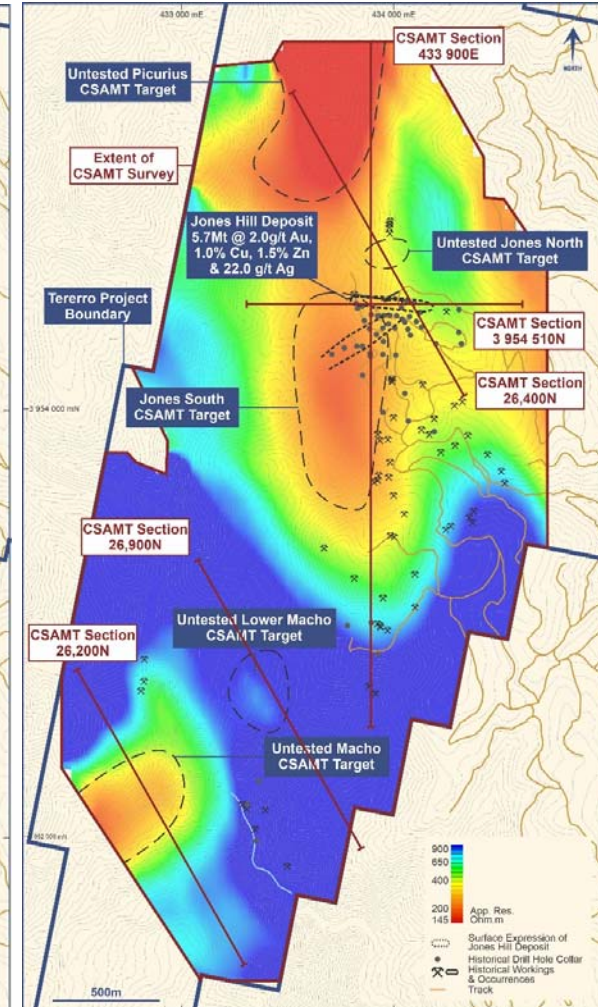 433 000 mE
434 000 mE
CSAMT Section
433 900E
NORTH
Untested Picurius
CSAMT Target
Extent of
CSAMT Survey
Jones Hill Deposit
5.7Mt @ 2.0g/t Au,
1.0% Cu, 1.5% Zn
& 22.0 g/t Ag
Untested Jones North
CSAMT Target
Tererro Project
Boundary
CSAMT Section
3 954 510N
CSAMT Section
26,400N
3 954 000 mN
Jones South
CSAMT Target
CSAMT Section
26,900N
Untested Lower Macho
CSAMT Target
CSAMT Section
26,200N
Untested Macho
CSAMT Target
900
600
400
200
145
App. Res.
Ohm.m
Surface Expression of
Jones Hill Deposit
Historical Drill Hole Collar
Historical Workings
& Occurrences
Track
500m